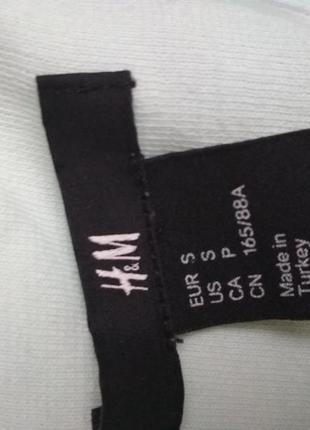 H&M
EUR S
US S
CA P
CN 165/88A
Made in
Turkey